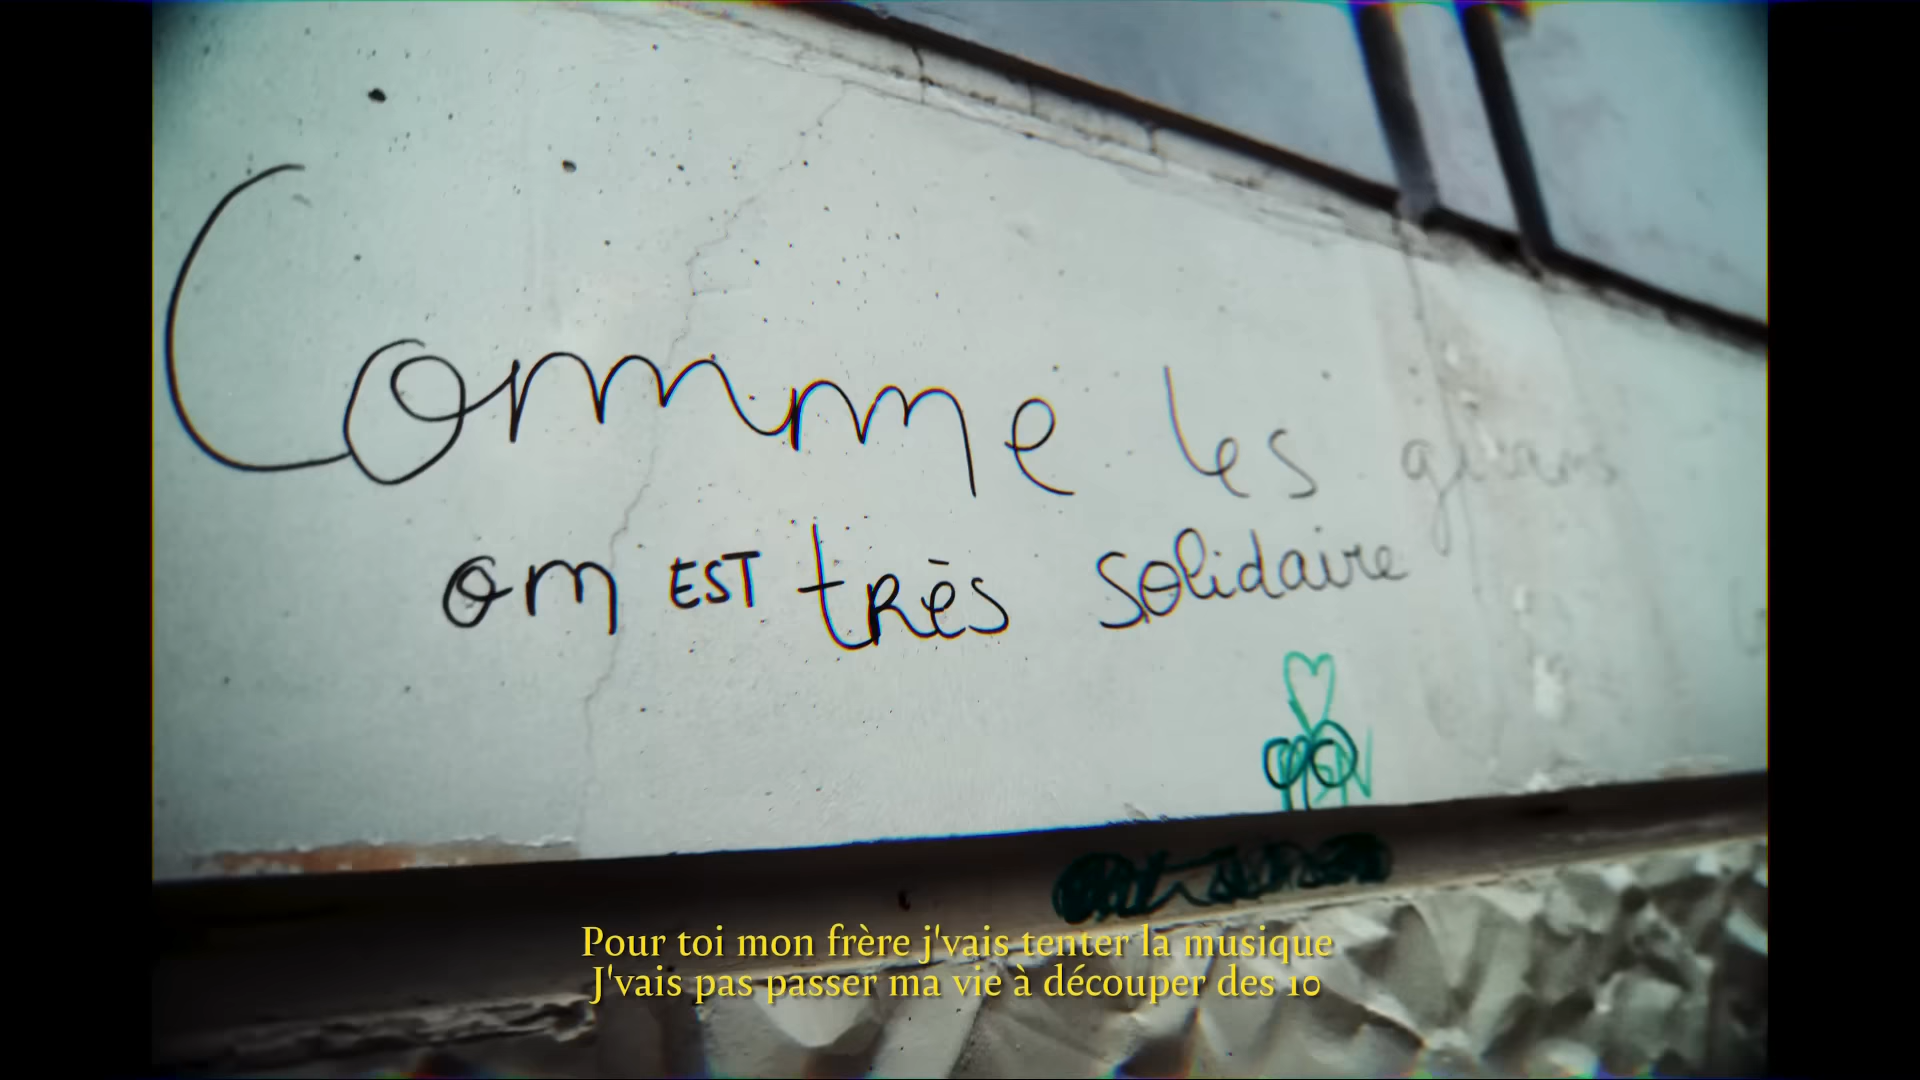 Comme les
on EST tRès solidaire
Pour toi mon frère j'vais tenter la musique
J'vais pas passer ma vie à découper des 10